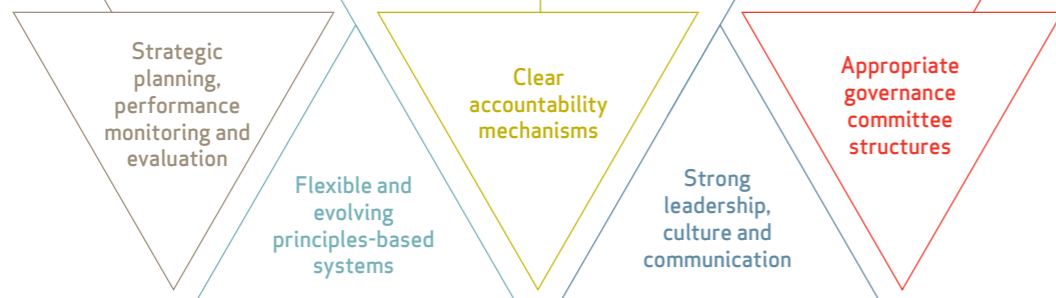 Strategic
planning,
performance
monitoring and
evaluation
Flexible and
evolving
principles-based
systems
Clear
accountability
mechanisms
Strong
leadership,
culture and
communication
Appropriate
governance
committee
structures